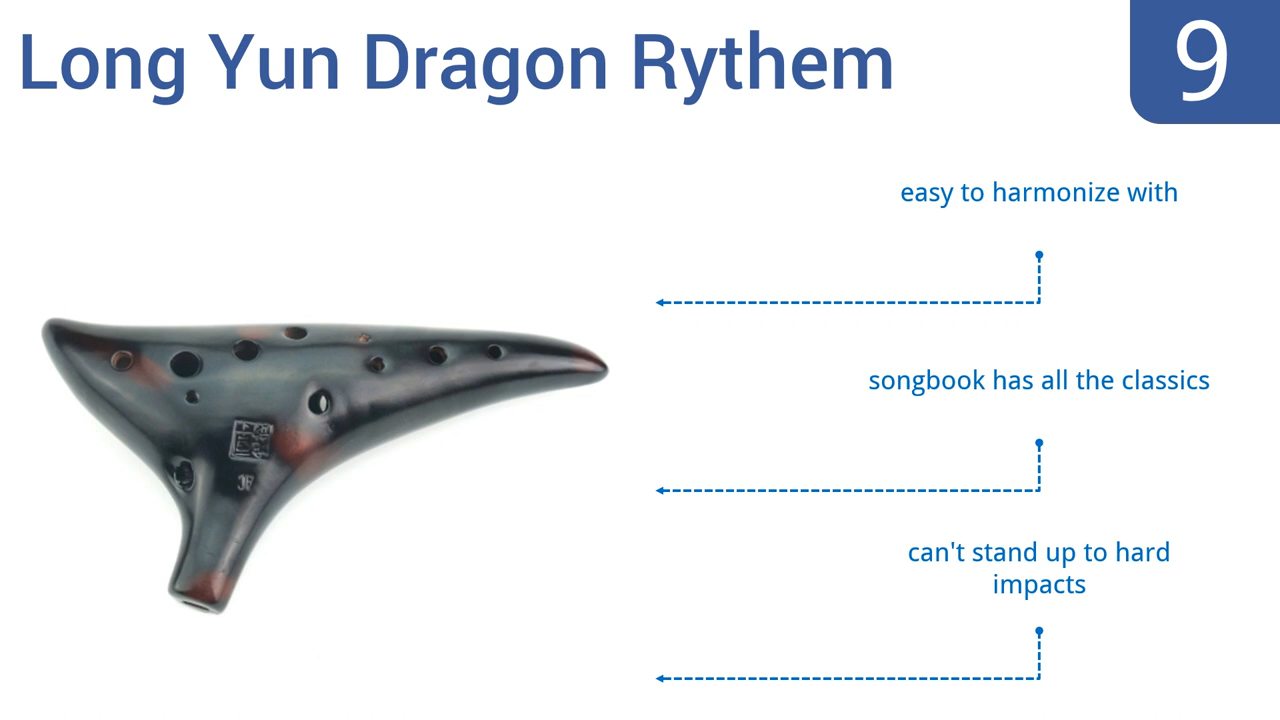 Long Yun Dragon Rythem
9
easy to harmonize with
songbook has all the classics
can't stand up to hard
impacts